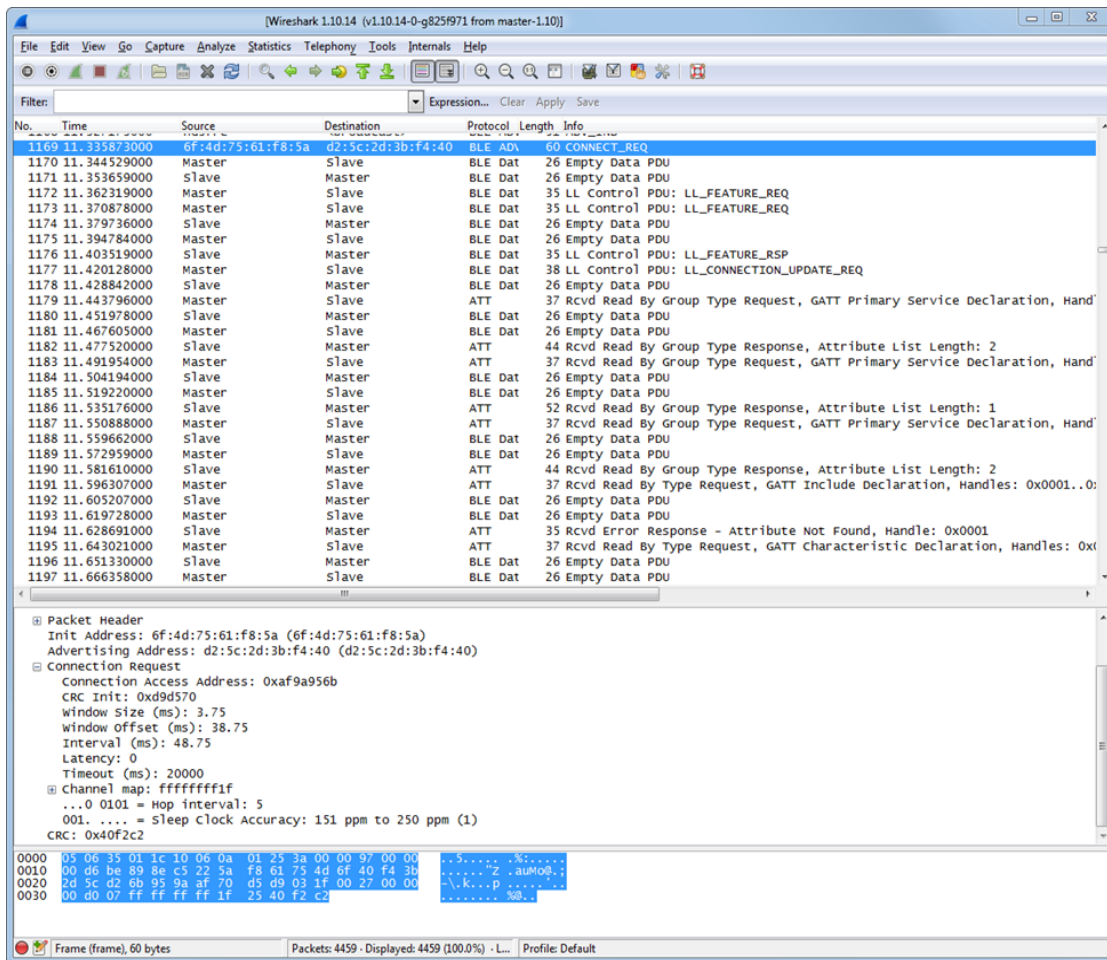 [Wireshark 1.10.14 (v1.10.14-0-g825f971 from master-1.10)]
File Edit View Go Capture Analyze Statistics Telephony Tools Internals Help
Filter: Expression... Clear Apply Save
No. Time Source Destination Protocol Length Info
1169 11.335873000 6f:4d:75:61:f8:5a d2:5c:2d:3b:f4:40 BLE ADV 60 CONNECT_REQ
1170 11.344529000 Master Slave BLE Dat 26 Empty Data PDU
1171 11.353659000 Slave Master BLE Dat 26 Empty Data PDU
1172 11.362319000 Master Slave BLE Dat 35 LL Control PDU: LL_FEATURE_REQ
1173 11.370878000 Master Slave BLE Dat 35 LL Control PDU: LL_FEATURE_REQ
1174 11.379736000 Slave Master BLE Dat 26 Empty Data PDU
1175 11.394784000 Slave Master BLE Dat 26 Empty Data PDU
1176 11.403519000 Slave Master BLE Dat 35 LL Control PDU: LL_FEATURE_RSP
1177 11.420128000 Master Slave BLE Dat 38 LL Control PDU: LL_CONNECTION_UPDATE_REQ
1178 11.428842000 Slave Master BLE Dat 26 Empty Data PDU
1179 11.443796000 Master Slave ATT 37 Rcvd Read By Group Type Request, GATT Primary Service Declaration, Handl
1180 11.451978000 Slave Master BLE Dat 26 Empty Data PDU
1181 11.467605000 Master Slave BLE Dat 26 Empty Data PDU
1182 11.477520000 Master Slave ATT 44 Rcvd Read By Group Type Response, Attribute List Length: 2
1183 11.491954000 Master Slave ATT 37 Rcvd Read By Group Type Request, GATT Primary Service Declaration, Handl
1184 11.504194000 Slave Master BLE Dat 26 Empty Data PDU
1185 11.519220000 Slave Master BLE Dat 26 Empty Data PDU
1186 11.535176000 Slave Master ATT 52 Rcvd Read By Group Type Response, Attribute List Length: 1
1187 11.550888000 Slave Master ATT 37 Rcvd Read By Group Type Request, GATT Primary Service Declaration, Handl
1188 11.559662000 Slave Master BLE Dat 26 Empty Data PDU
1189 11.572959000 Slave Master BLE Dat 26 Empty Data PDU
1190 11.581610000 Slave Master ATT 44 Rcvd Read By Group Type Response, Attribute List Length: 2
1191 11.596307000 Slave Master ATT 37 Rcvd Read By Type Request, GATT Include Declaration, Handles: 0x0001..0x
1192 11.605207000 Slave Master BLE Dat 26 Empty Data PDU
1193 11.619728000 Slave Master BLE Dat 26 Empty Data PDU
1194 11.628691000 Slave Master ATT 35 Rcvd Error Response - Attribute Not Found, Handle: 0x0001
1195 11.643021000 Slave Master ATT 37 Rcvd Read By Type Request, GATT Characteristic Declaration, Handles: 0x0
1196 11.651330000 Slave Master BLE Dat 26 Empty Data PDU
1197 11.666358000 Master Slave BLE Dat 26 Empty Data PDU
Packet Header
Init Address: 6f:4d:75:61:f8:5a (6f:4d:75:61:f8:5a)
Advertising Address: d2:5c:2d:3b:f4:40 (d2:5c:2d:3b:f4:40)
Connection Request
Connection Access Address: 0xaf9a956b
CRC Init: 0xd9d570
Window Size (ms): 3.75
Window Offset (ms): 38.75
Interval (ms): 48.75
Latency: 0
Timeout (ms): 20000
Channel map: ffffffff1f
...0 0101 = Hop interval: 5
001. .... = Sleep Clock Accuracy: 151 ppm to 250 ppm (1)
CRC: 0x40f2c2
0000 05 06 35 01 1c 10 06 0a 01 25 3a 00 00 97 00 00 ..5..... .%:.....
0010 00 d6 be 89 8e c5 22 5a f8 61 75 4d 6f 40 f4 3b ......"Z .auMo@.;
0020 2d 5c d2 6b 95 9a af 70 d5 d9 03 1f 00 27 00 00 -\.k...p .....'..
0030 00 d0 07 ff ff ff ff 1f 25 40 f2 c2 ........ %@..
Frame (frame), 60 bytes Packets: 4459 · Displayed: 4459 (100.0%) · L... Profile: Default